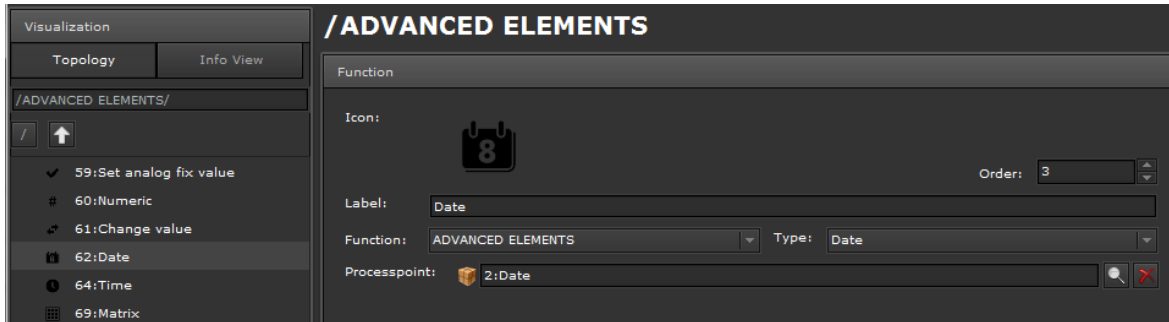 Visualization
Topology
Info View
/ADVANCED ELEMENTS/
/
59:Set analog fix value
# 60:Numeric
61:Change value
62:Date
64:Time
69:Matrix
/ADVANCED ELEMENTS
Function
Icon:
8
Order: 3
Label: Date
Function: ADVANCED ELEMENTS Type: Date
Processpoint: 2:Date